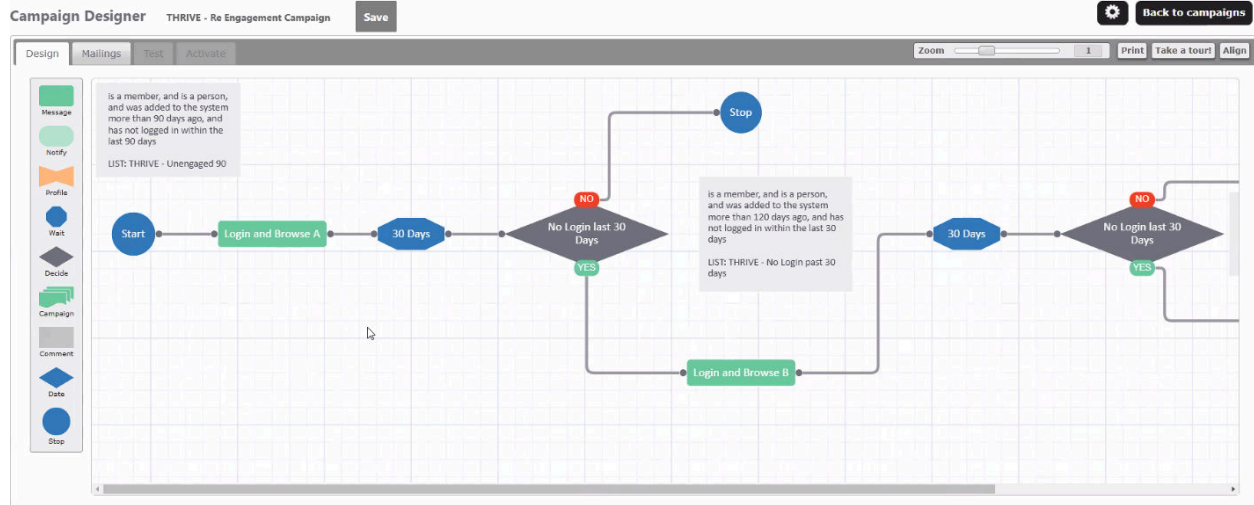 Campaign Designer THRIVE - Re Engagement Campaign Save Back to campaigns
Design Mailings Test Activate Zoom 1 Print Take a tour! Align
Message
Notify
Profile
Wait
Decide
Campaign
Comment
Date
Stop
is a member, and is a person,
and was added to the system
more than 90 days ago, and
has not logged in within the
last 90 days
LIST: THRIVE - Unengaged 90
Stop
Start
Login and Browse A
30 Days
NO
No Login last 30
Days
YES
is a member, and is a person,
and was added to the system
more than 120 days ago, and has
not logged in within the last 30
days
LIST: THRIVE - No Login past 30
days
Login and Browse B
30 Days
NO
No Login last 30
Days
YES